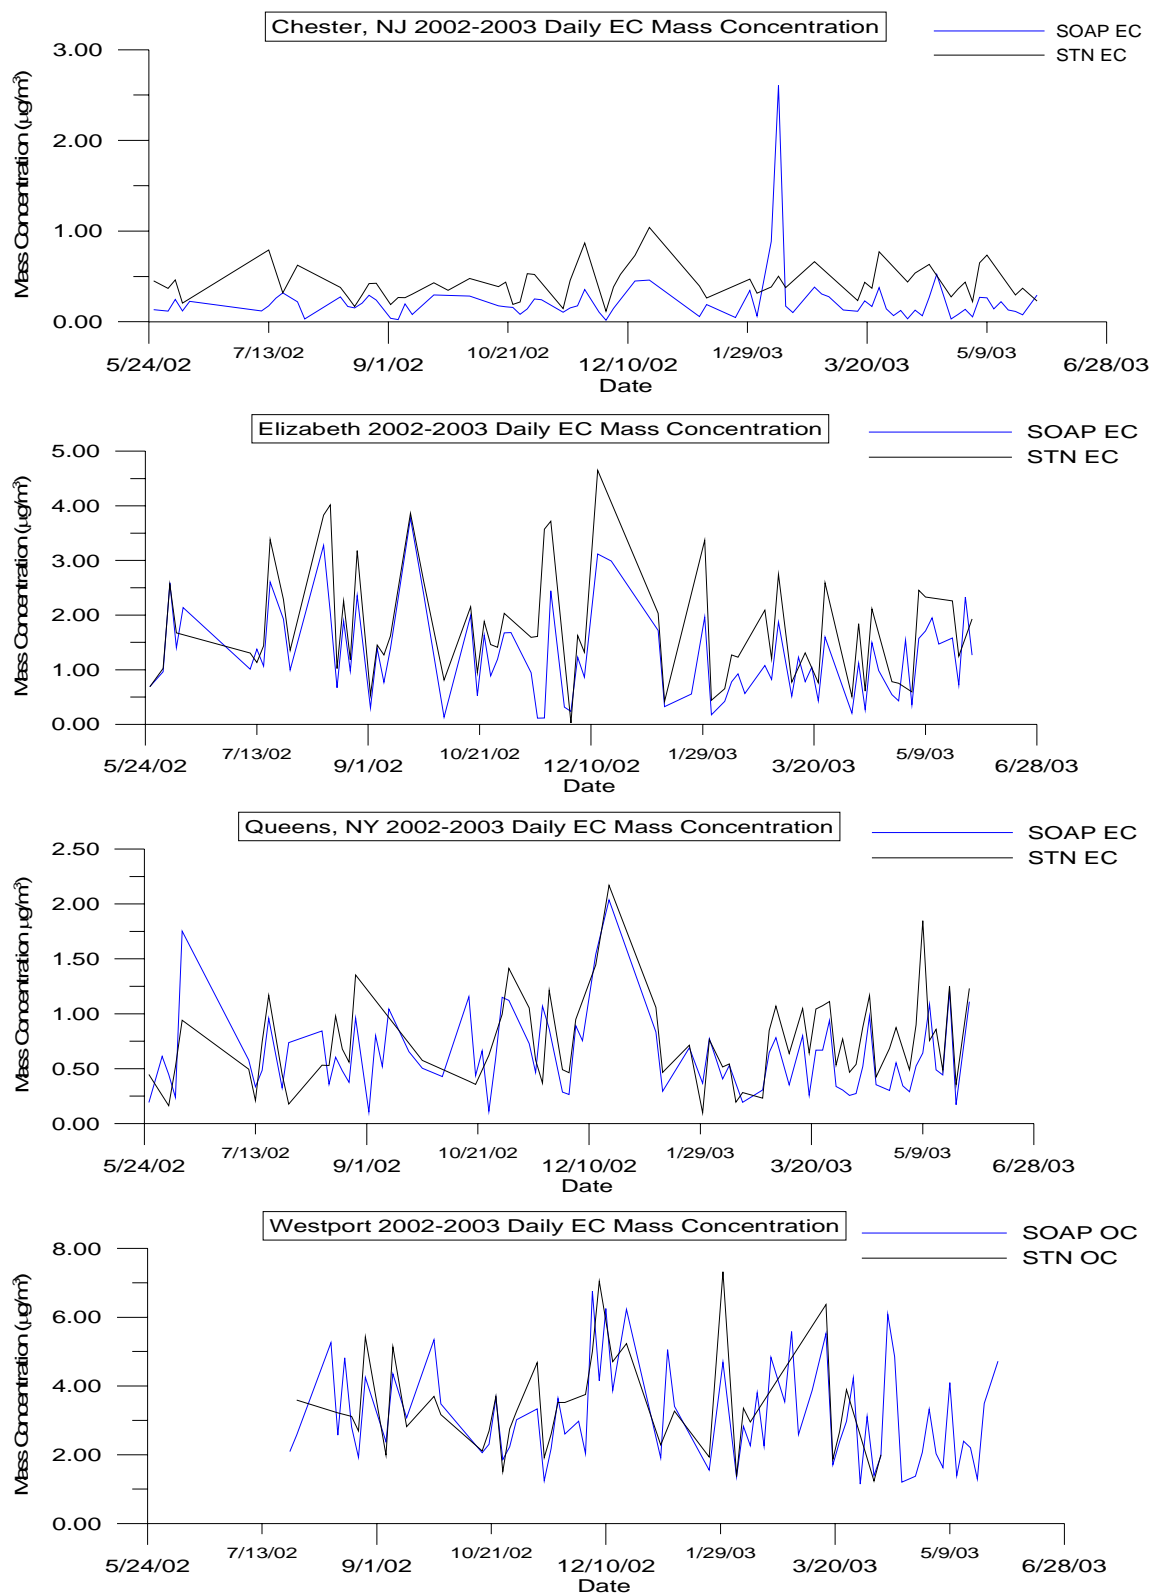 Chester, NJ 2002-2003 Daily EC Mass Concentration
SOAP EC
STN EC
Mass Concentration (µg/m³)
3.00
2.00
1.00
0.00
5/24/02 7/13/02 9/1/02 10/21/02 12/10/02 1/29/03 3/20/03 5/9/03 6/28/03
Date
Elizabeth 2002-2003 Daily EC Mass Concentration
SOAP EC
STN EC
Mass Concentration (µg/m³)
5.00
4.00
3.00
2.00
1.00
0.00
5/24/02 7/13/02 9/1/02 10/21/02 12/10/02 1/29/03 3/20/03 5/9/03 6/28/03
Date
Queens, NY 2002-2003 Daily EC Mass Concentration
SOAP EC
STN EC
Mass Concentration µg/m³)
2.50
2.00
1.50
1.00
0.50
0.00
5/24/02 7/13/02 9/1/02 10/21/02 12/10/02 1/29/03 3/20/03 5/9/03 6/28/03
Date
Westport 2002-2003 Daily EC Mass Concentration
SOAP OC
STN OC
Mass Concentration (µg/m³)
8.00
6.00
4.00
2.00
0.00
5/24/02 7/13/02 9/1/02 10/21/02 12/10/02 1/29/03 3/20/03 5/9/03 6/28/03
Date